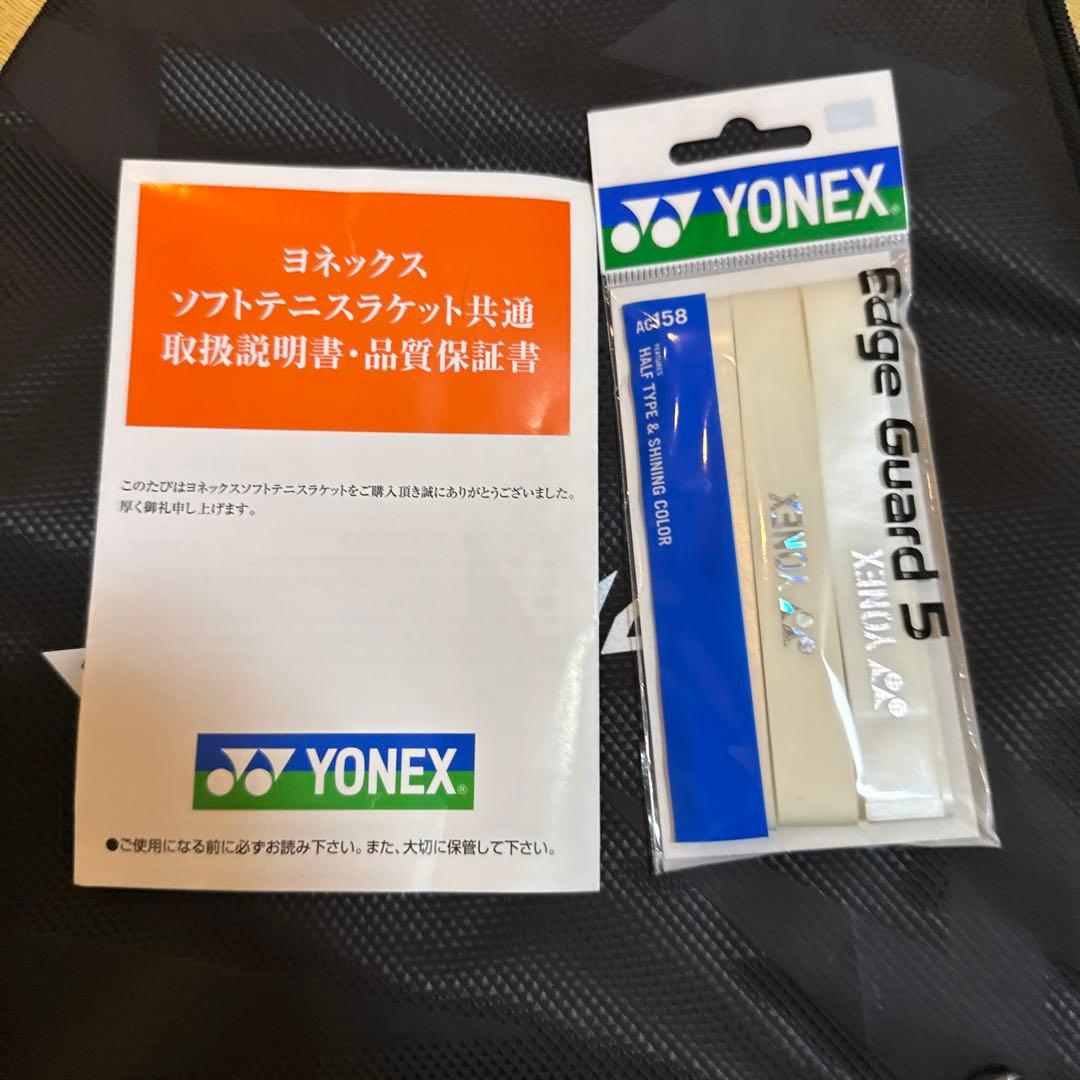 ヨネックス
ソフトテニスラケット共通
取扱説明書・品質保証書
このたびはヨネックスソフトテニスラケットをご購入頂き誠にありがとうございました。
厚く御礼申し上げます。
YONEX®
●ご使用になる前に必ずお読み下さい。また、大切に保管して下さい。
YONEX®
Edge Guard 5
AC158
FEATURES
HALF TYPE & SHINING COLOR
YONEX
YONEX